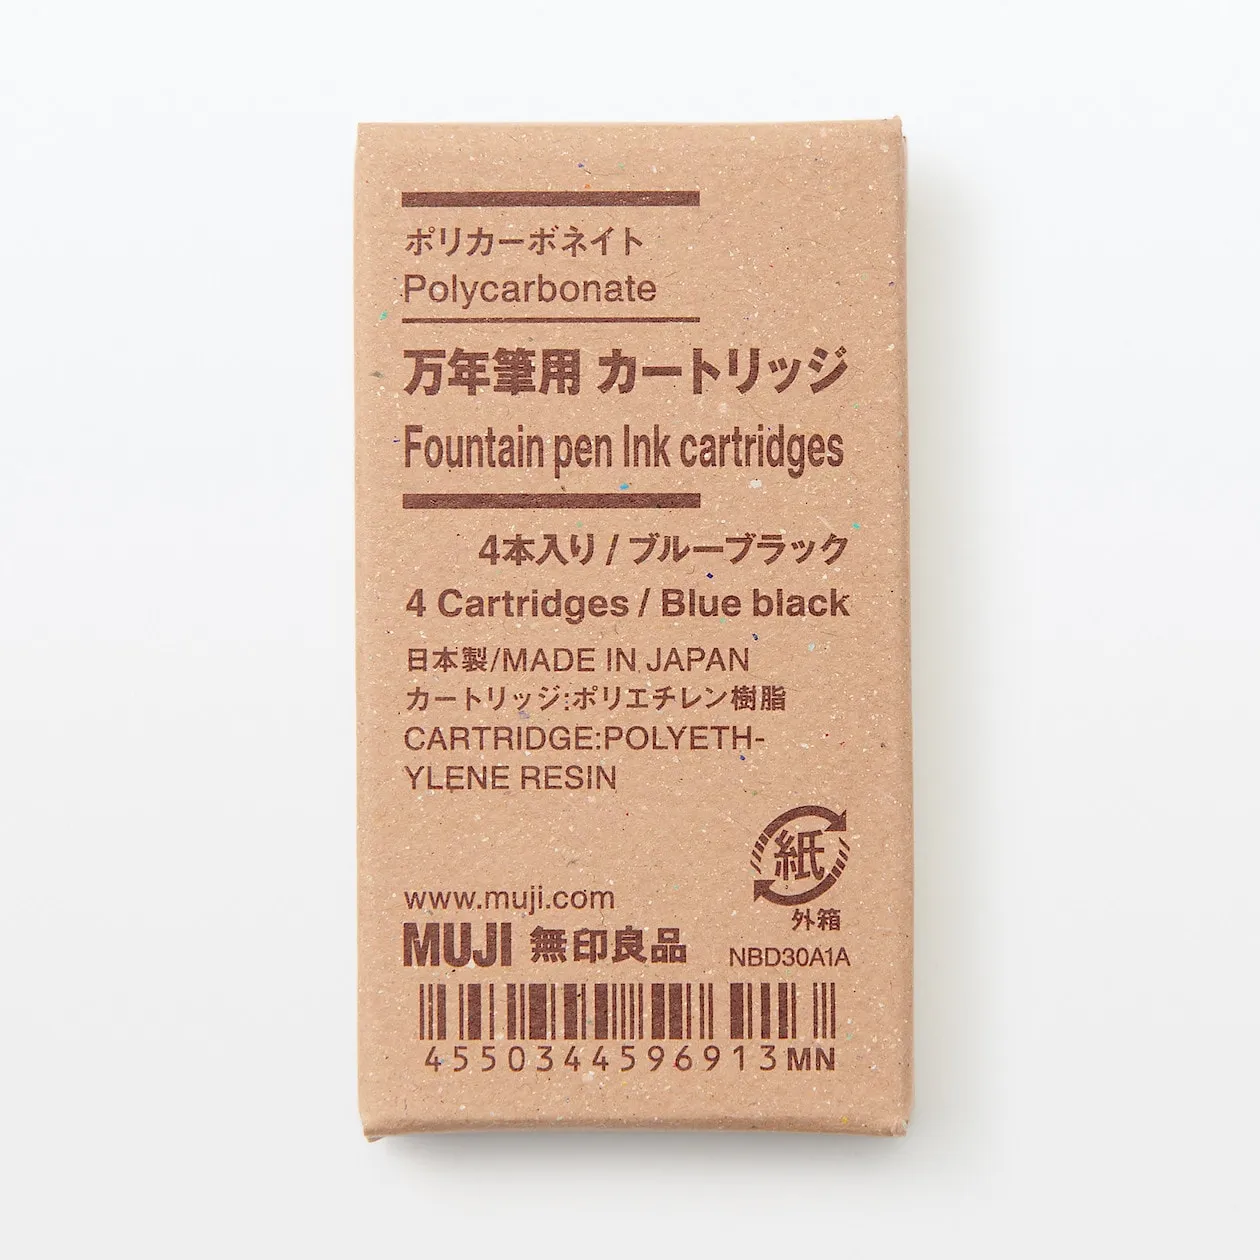 ポリカーボネイト
Polycarbonate
万年筆用 カートリッジ
Fountain pen Ink cartridges
4本入り / ブルーブラック
4 Cartridges / Blue black
日本製/MADE IN JAPAN
カートリッジ:ポリエチレン樹脂
CARTRIDGE:POLYETH-
YLENE RESIN
紙
外箱
www.muji.com
MUJI 無印良品
NBD30A1A
4550344596913MN